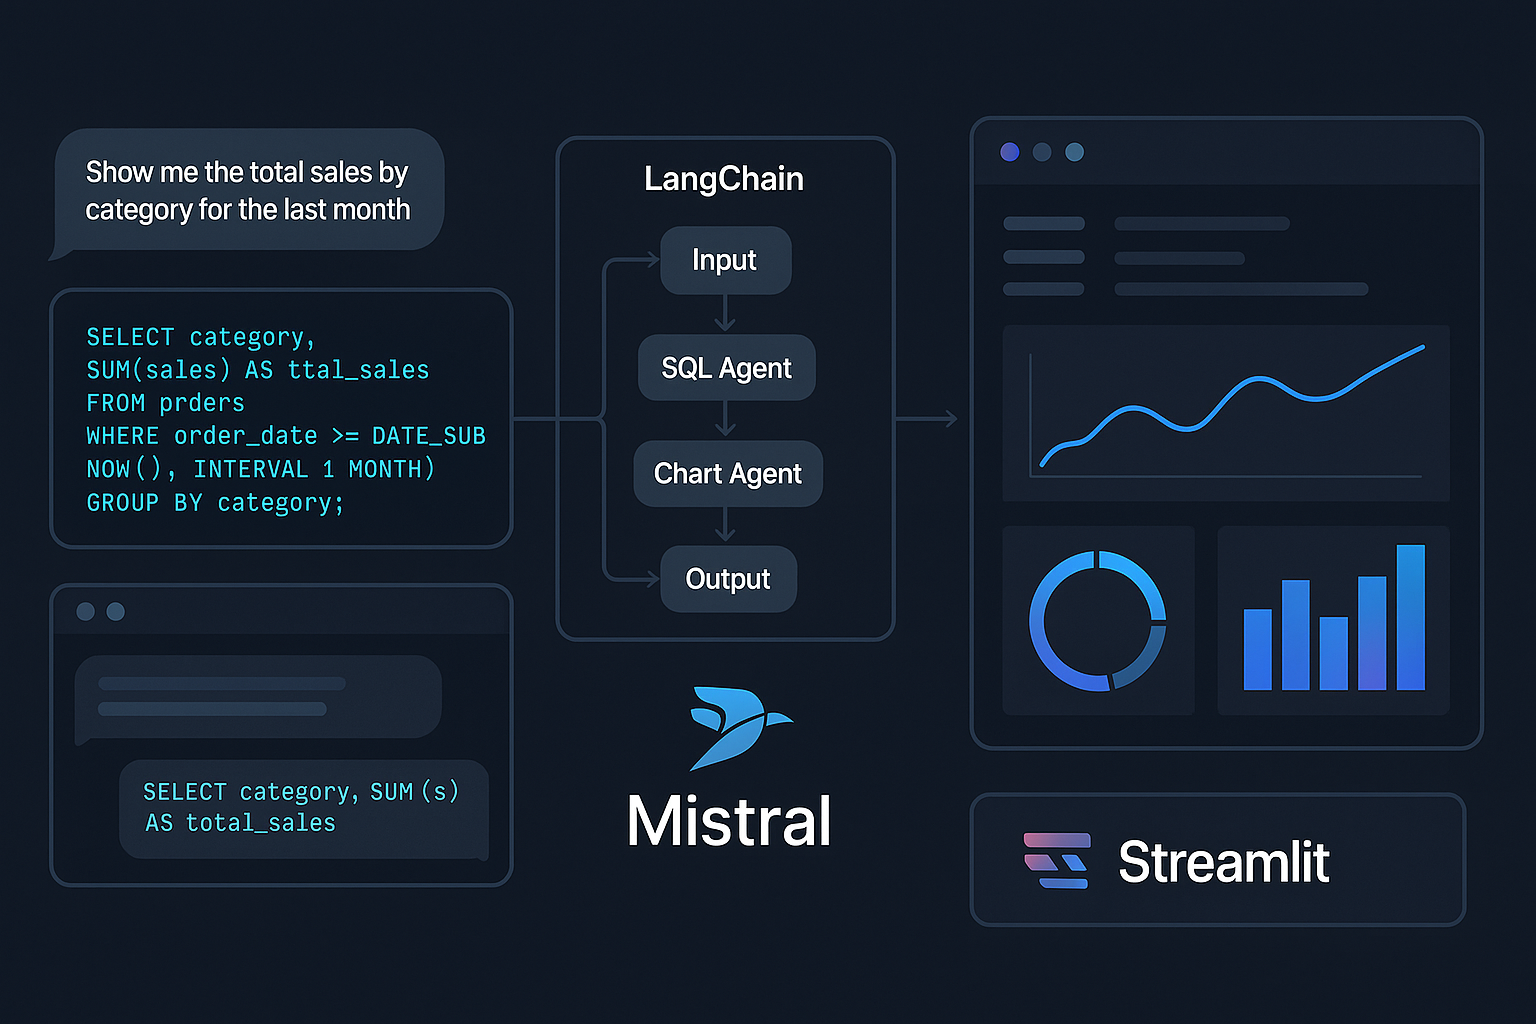 Show me the total sales by
category for the last month
SELECT category,
SUM(sales) AS ttal_sales
FROM prders
WHERE order_date >= DATE_SUB
NOW(), INTERVAL 1 MONTH)
GROUP BY category;
SELECT category, SUM(s)
AS total_sales
LangChain
Input
SQL Agent
Chart Agent
Output
Mistral
Streamlit